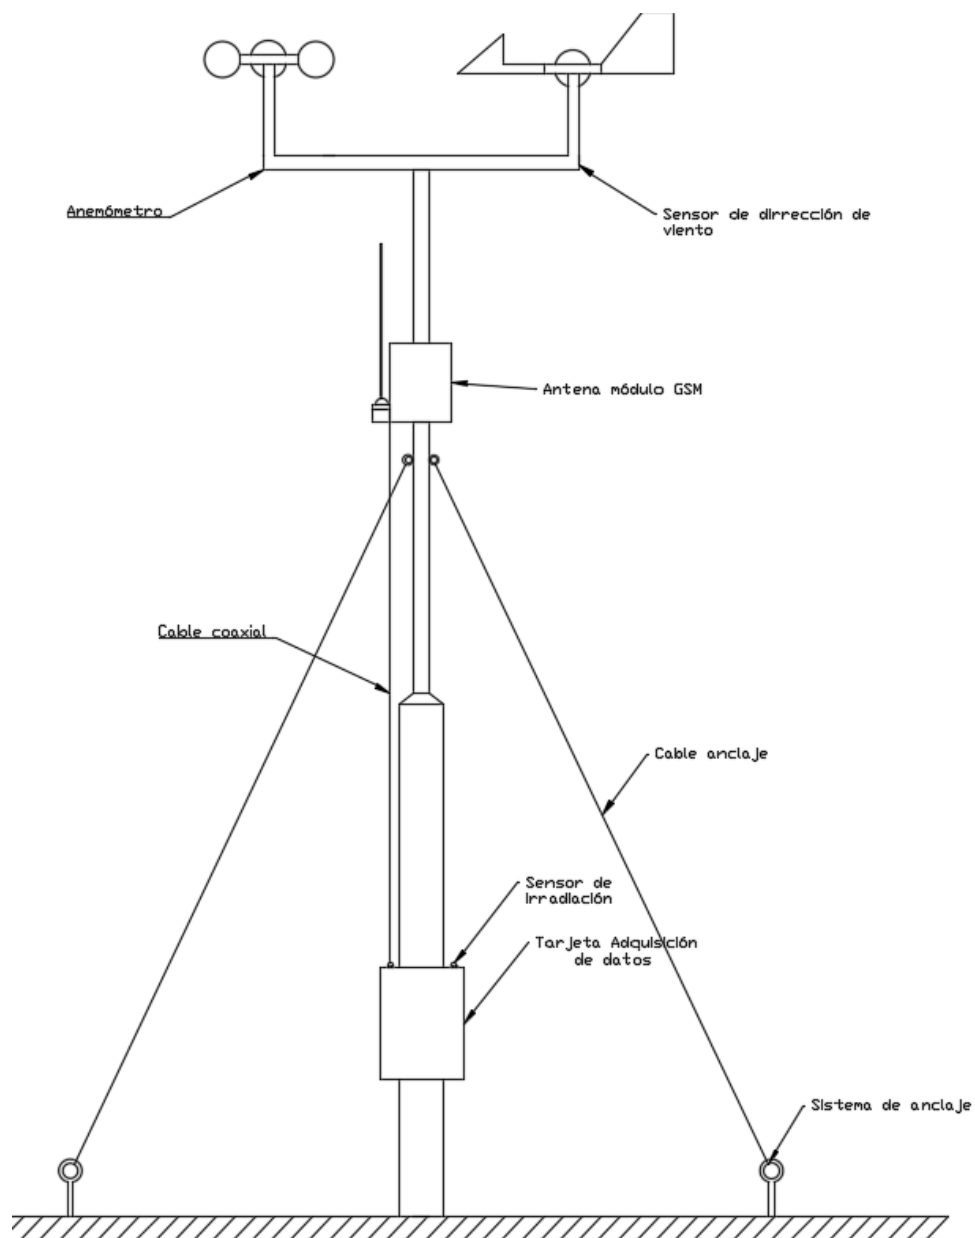 Anemómetro
Sensor de dirrección de
viento
Antena módulo GSM
Cable coaxial
Cable anclaje
Sensor de
irradiación
Tarjeta Adquisición
de datos
Sistema de anclaje